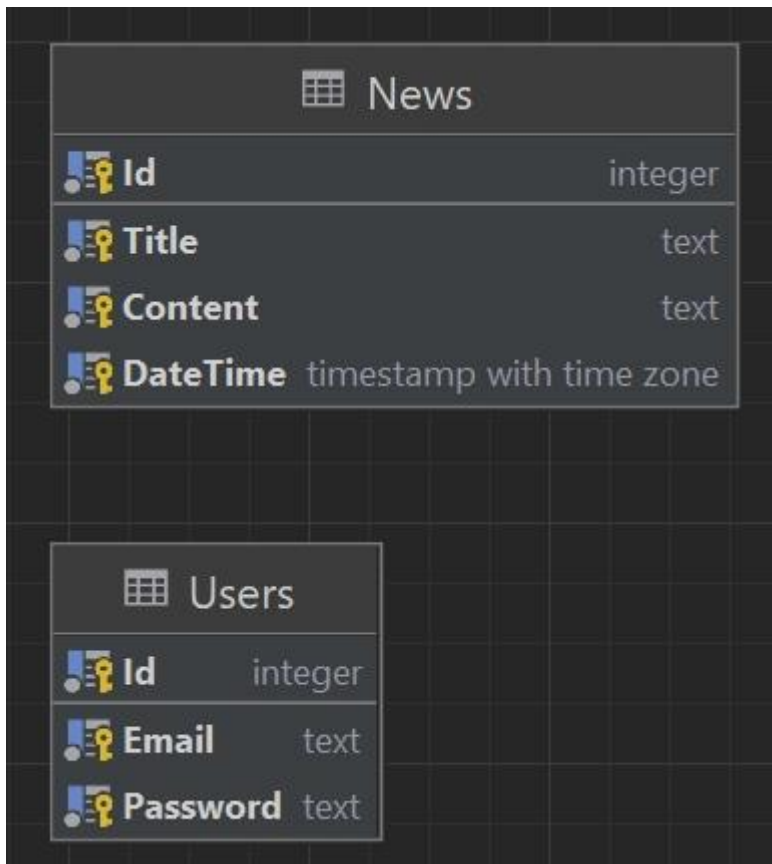 News
Id integer
Title text
Content text
DateTime timestamp with time zone
Users
Id integer
Email text
Password text